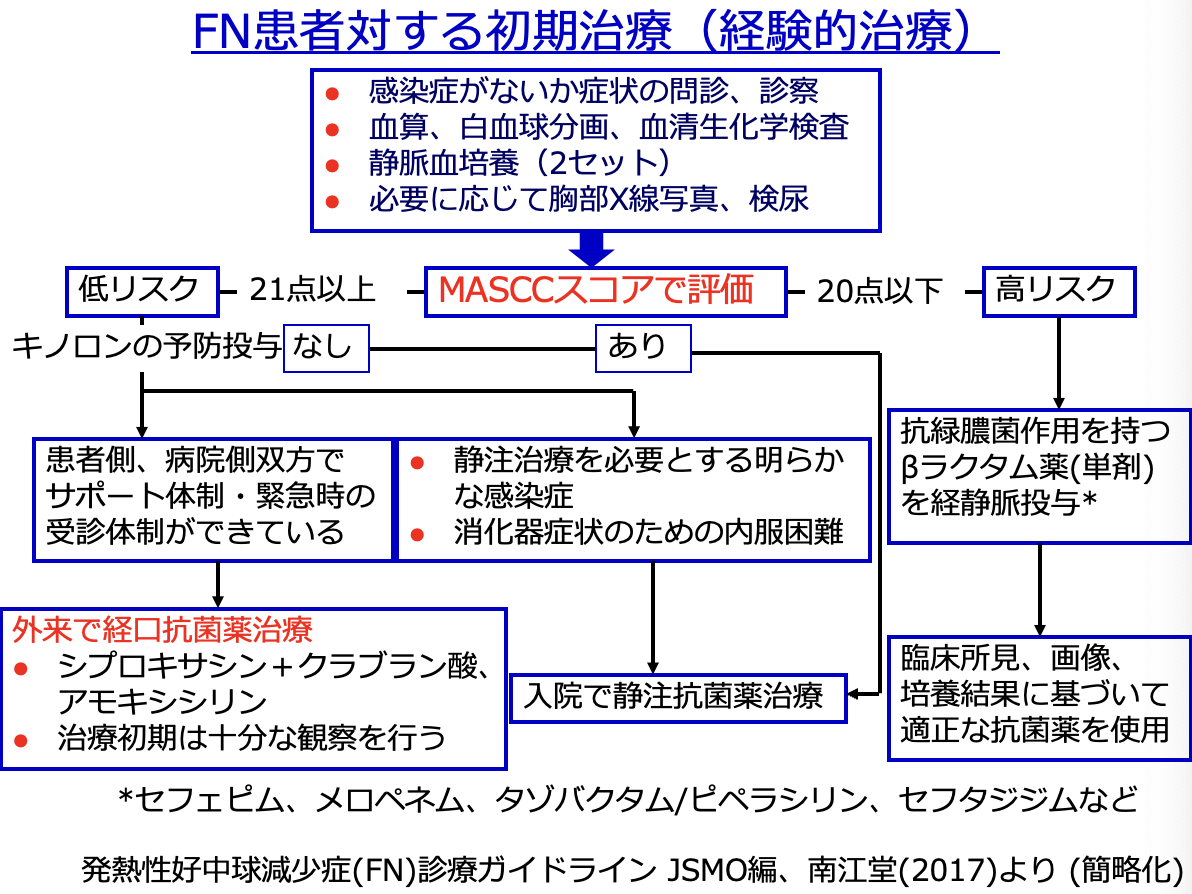 FN患者対する初期治療（経験的治療）
● 感染症がないか症状の問診、診察
● 血算、白血球分画、血清生化学検査
● 静脈血培養（2セット）
● 必要に応じて胸部X線写真、検尿
低リスク
21点以上
MASCCスコアで評価
20点以下
高リスク
キノロンの予防投与
なし
あり
患者側、病院側双方で
サポート体制・緊急時の
受診体制ができている
● 静注治療を必要とする明らか
な感染症
● 消化器症状のための内服困難
抗緑膿菌作用を持つ
βラクタム薬(単剤)
を経静脈投与*
外来で経口抗菌薬治療
● シプロキサシン＋クラブラン酸、
アモキシシリン
● 治療初期は十分な観察を行う
入院で静注抗菌薬治療
臨床所見、画像、
培養結果に基づいて
適正な抗菌薬を使用
*セフェピム、メロペネム、タゾバクタム/ピペラシリン、セフタジジムなど
発熱性好中球減少症(FN)診療ガイドライン JSMO編、南江堂(2017)より (簡略化)